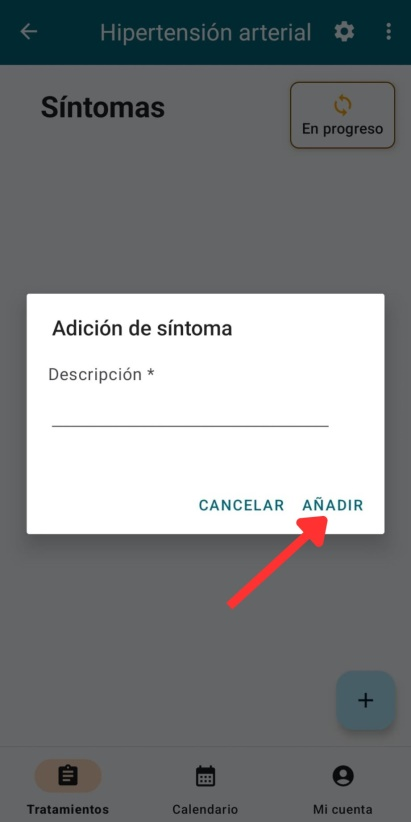 Hipertensión arterial
Síntomas
En progreso
Adición de síntoma
Descripción *
CANCELAR AÑADIR
+
Tratamientos Calendario Mi cuenta